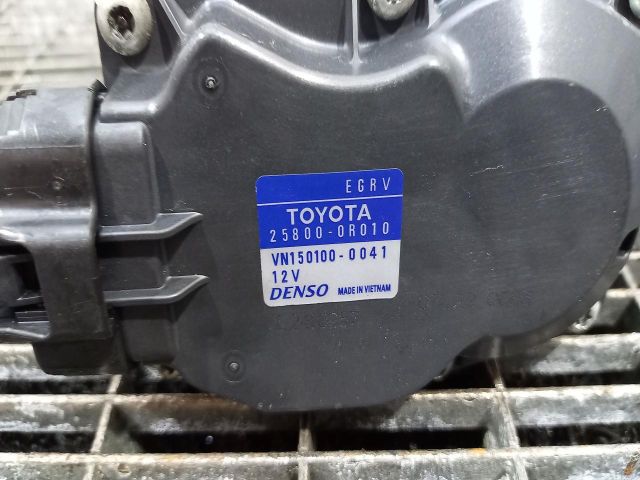 EGRV
TOYOTA
25800-0R010
VN150100-0041
12V
DENSO MADE IN VIETNAM